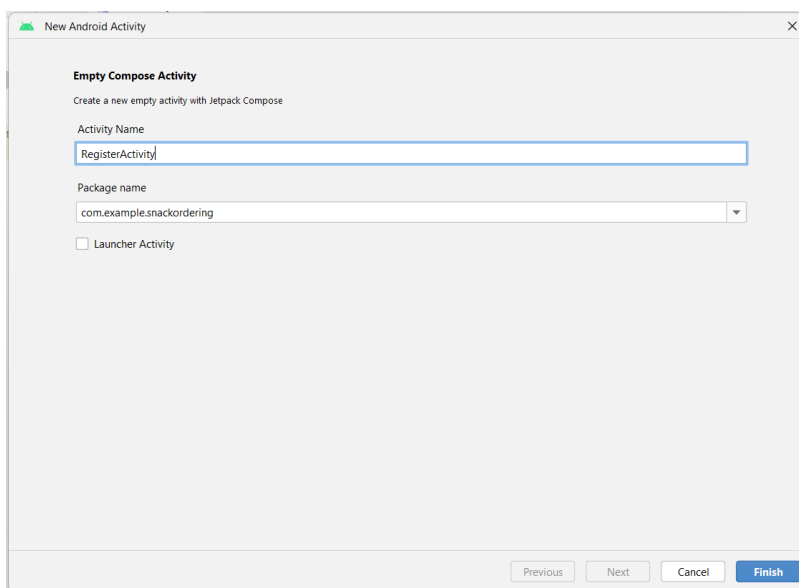 New Android Activity
Empty Compose Activity
Create a new empty activity with Jetpack Compose
Activity Name
RegisterActivity
Package name
com.example.snackordering
Launcher Activity
Previous Next Cancel Finish